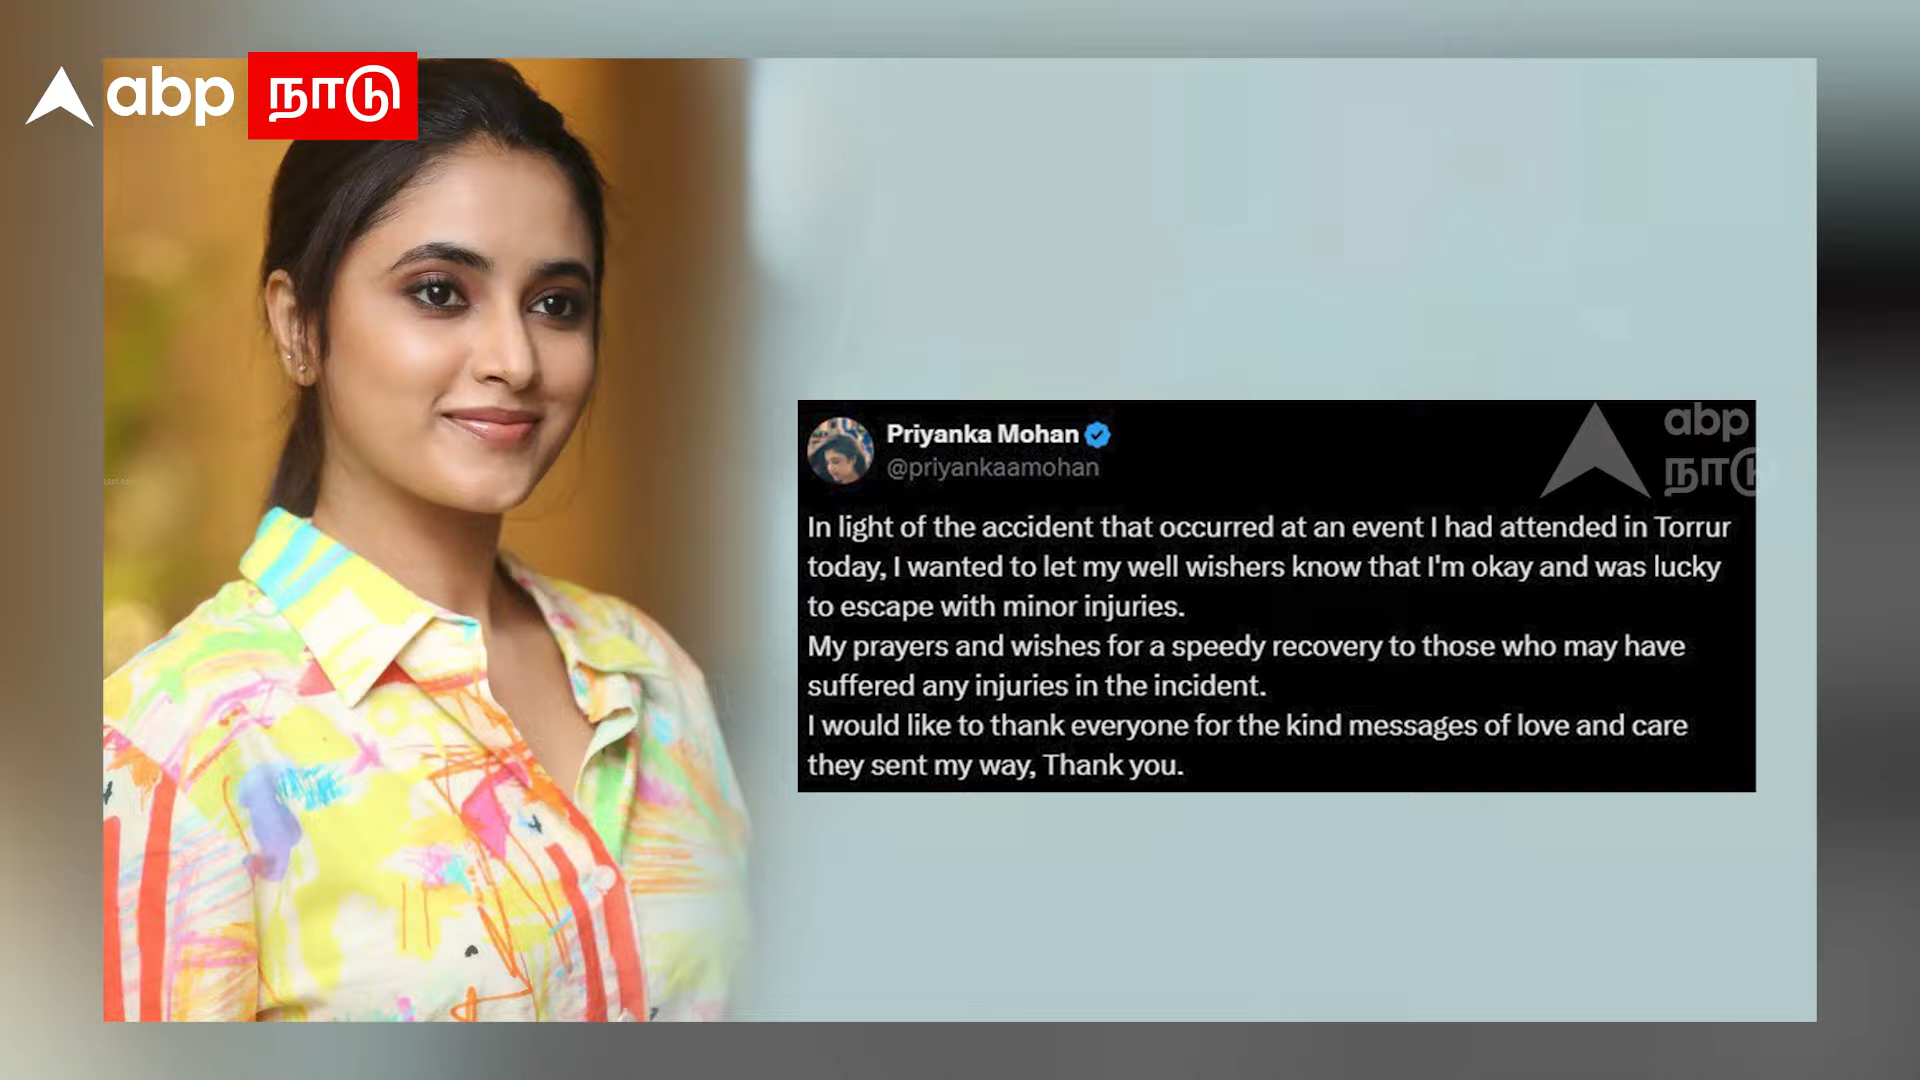 abp நாடு
Priyanka Mohan
@priyankaamohan
abp
நாடு
In light of the accident that occurred at an event I had attended in Torrur
today, I wanted to let my well wishers know that I'm okay and was lucky
to escape with minor injuries.
My prayers and wishes for a speedy recovery to those who may have
suffered any injuries in the incident.
I would like to thank everyone for the kind messages of love and care
they sent my way, Thank you.